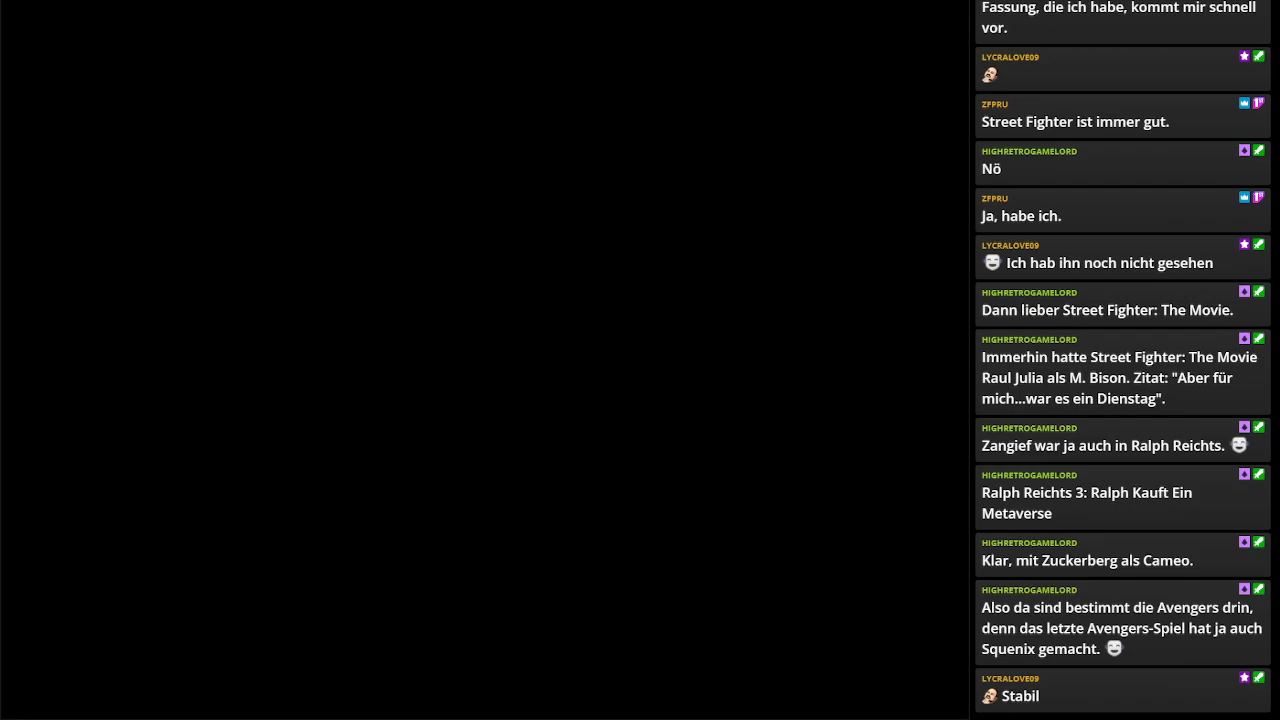 Fassung, die ich habe, kommt mir schnell
vor.
LYCRALOVE09
ZFPRU
Street Fighter ist immer gut.
HIGHRETROGAMELORD
Nö
ZFPRU
Ja, habe ich.
LYCRALOVE09
Ich hab ihn noch nicht gesehen
HIGHRETROGAMELORD
Dann lieber Street Fighter: The Movie.
HIGHRETROGAMELORD
Immerhin hatte Street Fighter: The Movie
Raul Julia als M. Bison. Zitat: "Aber für
mich...war es ein Dienstag".
HIGHRETROGAMELORD
Zangief war ja auch in Ralph Reichts.
HIGHRETROGAMELORD
Ralph Reichts 3: Ralph Kauft Ein
Metaverse
HIGHRETROGAMELORD
Klar, mit Zuckerberg als Cameo.
HIGHRETROGAMELORD
Also da sind bestimmt die Avengers drin,
denn das letzte Avengers-Spiel hat ja auch
Squenix gemacht.
LYCRALOVE09
Stabil